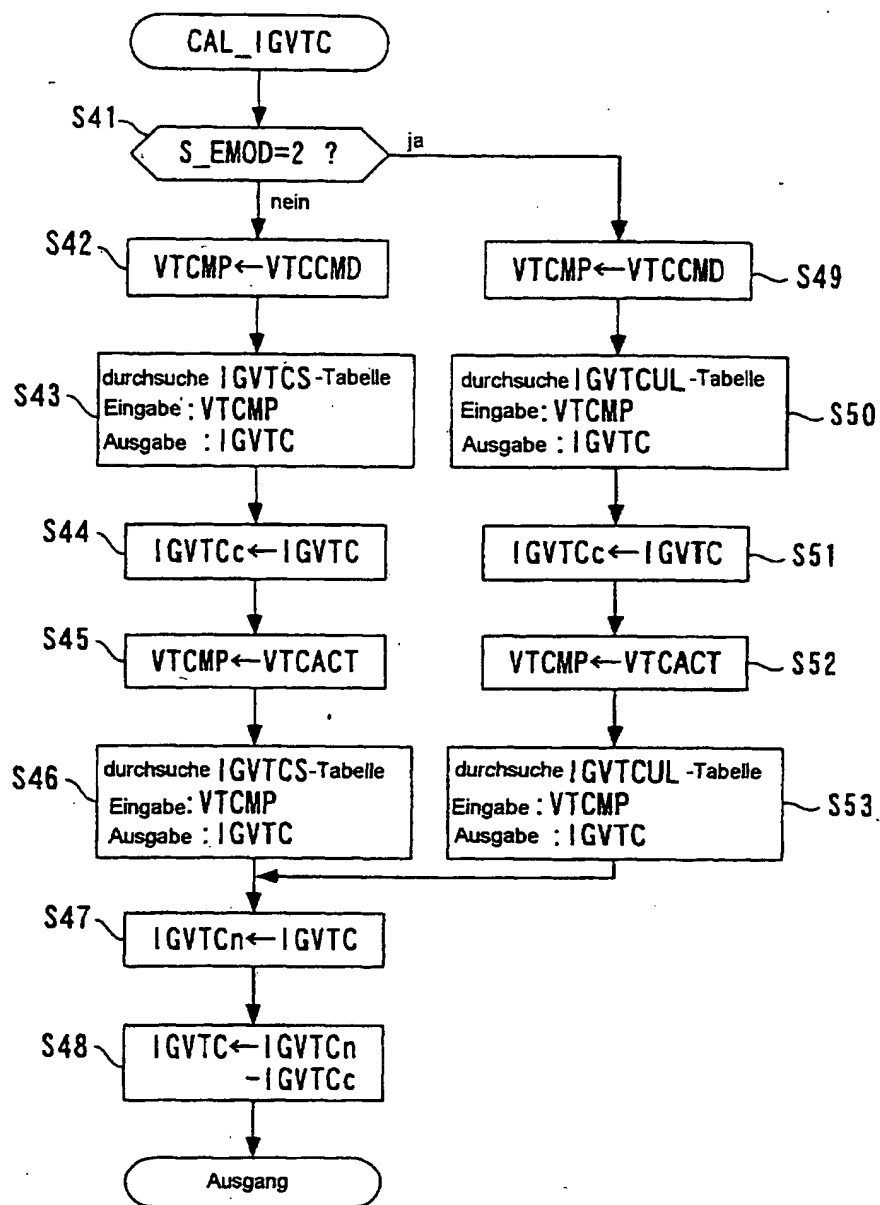 CAL_IGVTC
S41
S_EMOD=2 ?
ja
nein
S42
VTCMP←VTCCMD
VTCMP←VTCCMD
S49
S43
durchsuche IGVTCS-Tabelle
Eingabe: VTCMP
Ausgabe : IGVTC
durchsuche IGVTCUL-Tabelle
Eingabe: VTCMP
Ausgabe : IGVTC
S50
S44
IGVTCc←IGVTC
IGVTCc←IGVTC
S51
S45
VTCMP←VTCACT
VTCMP←VTCACT
S52
S46
durchsuche IGVTCS-Tabelle
Eingabe: VTCMP
Ausgabe : IGVTC
durchsuche IGVTCUL-Tabelle
Eingabe : VTCMP
Ausgabe : IGVTC
S53
S47
IGVTCn←IGVTC
S48
IGVTC←IGVTCn
-IGVTCc
Ausgang